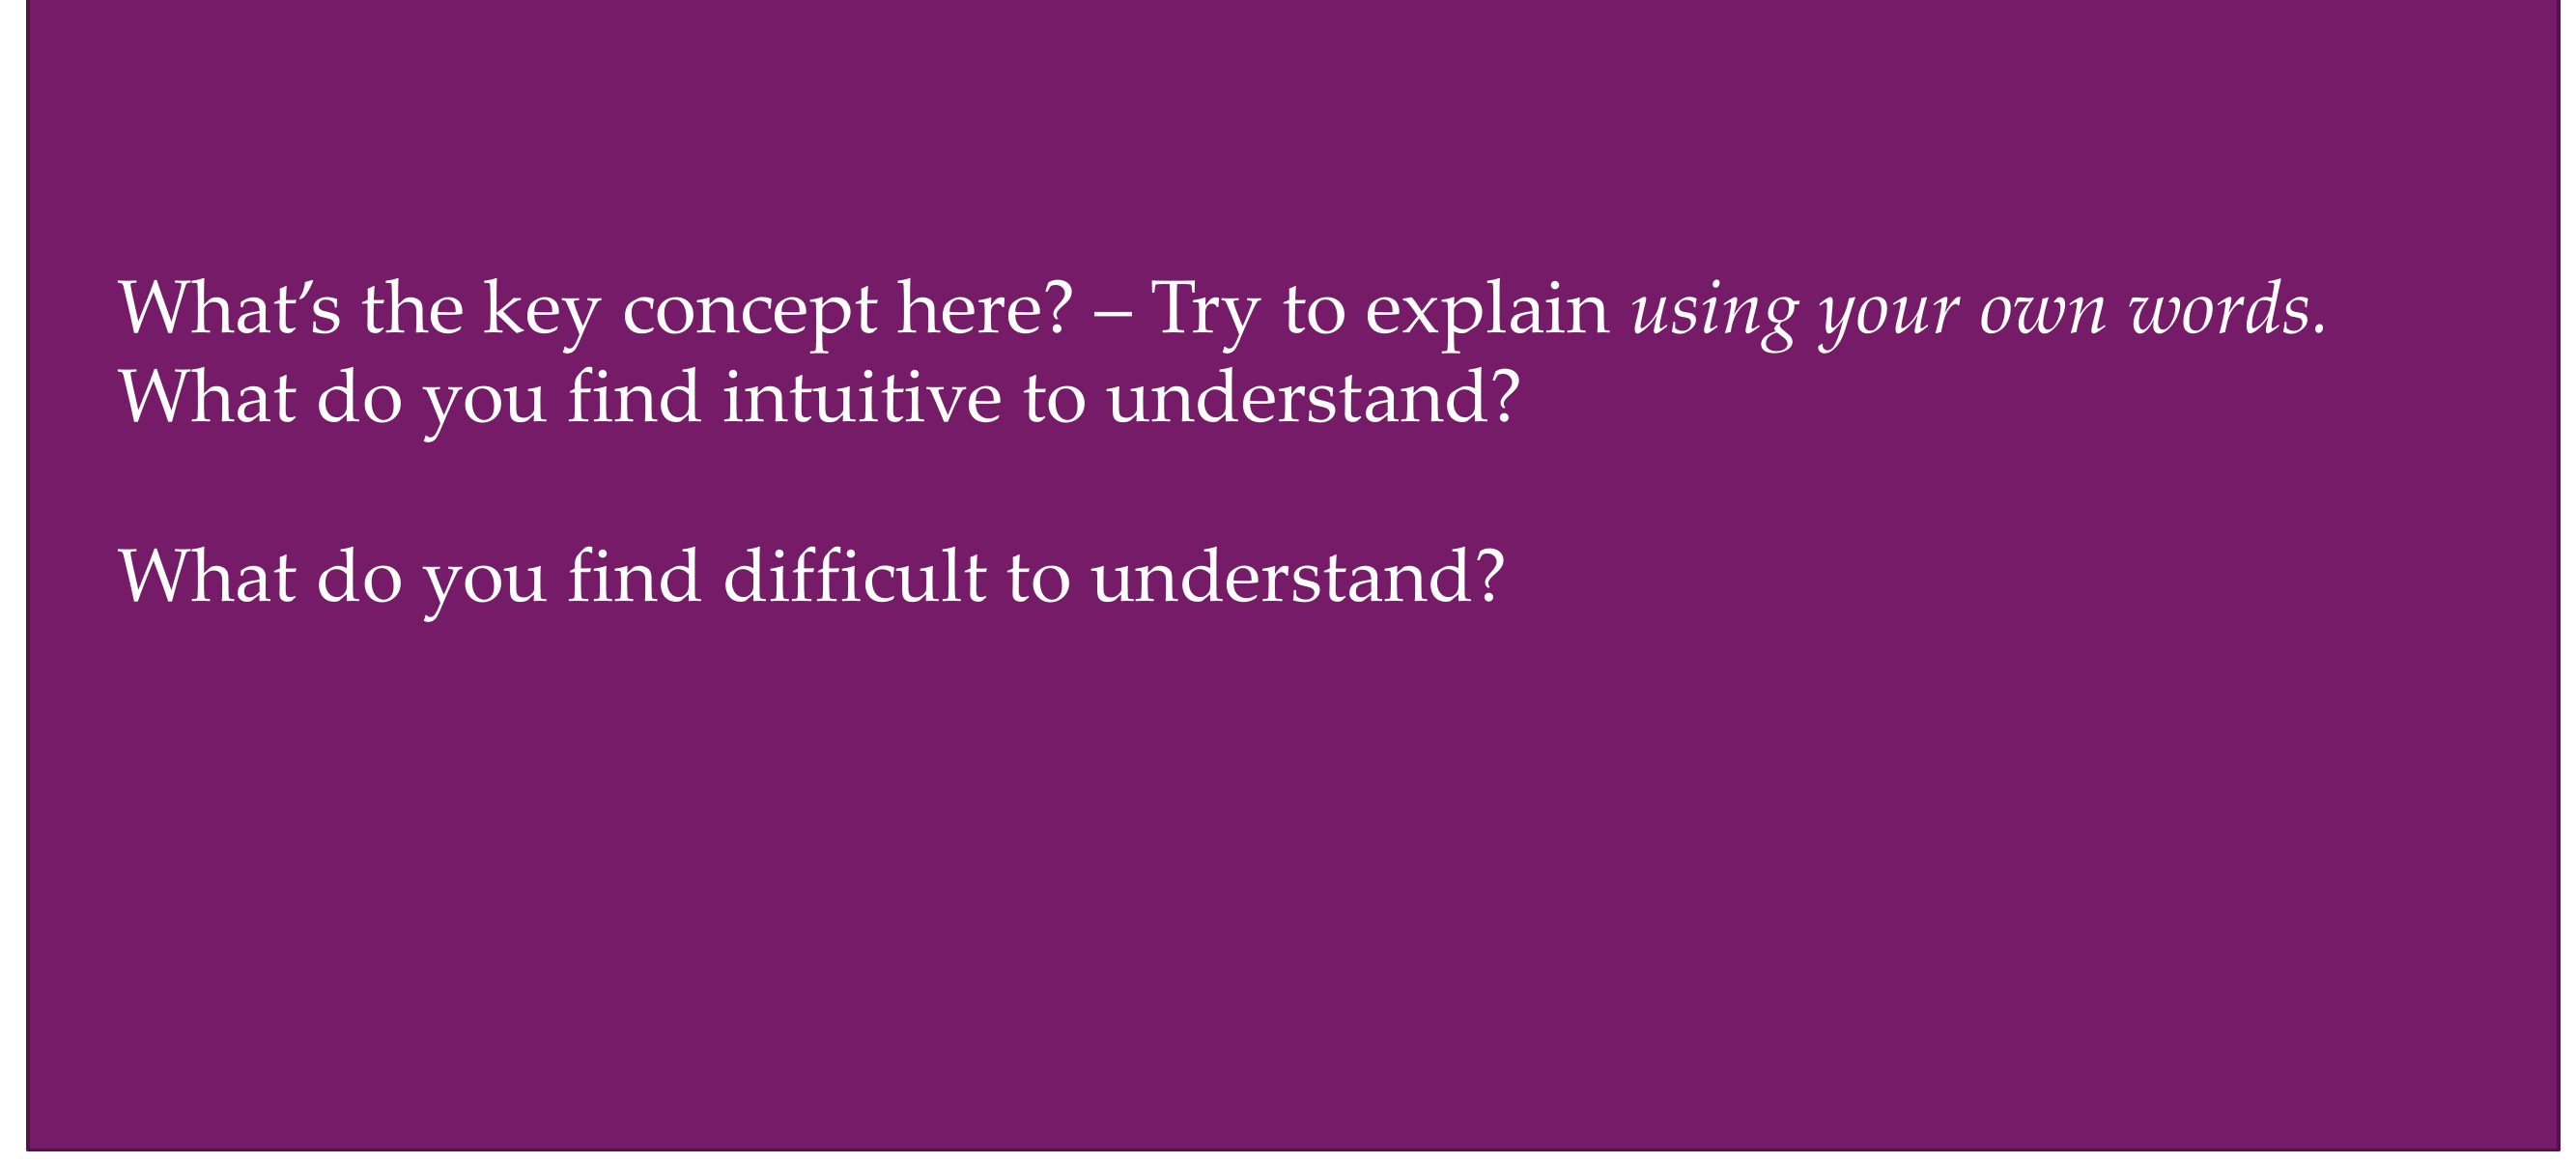 What’s the key concept here? – Try to explain using your own words.
What do you find intuitive to understand?
What do you find difficult to understand?